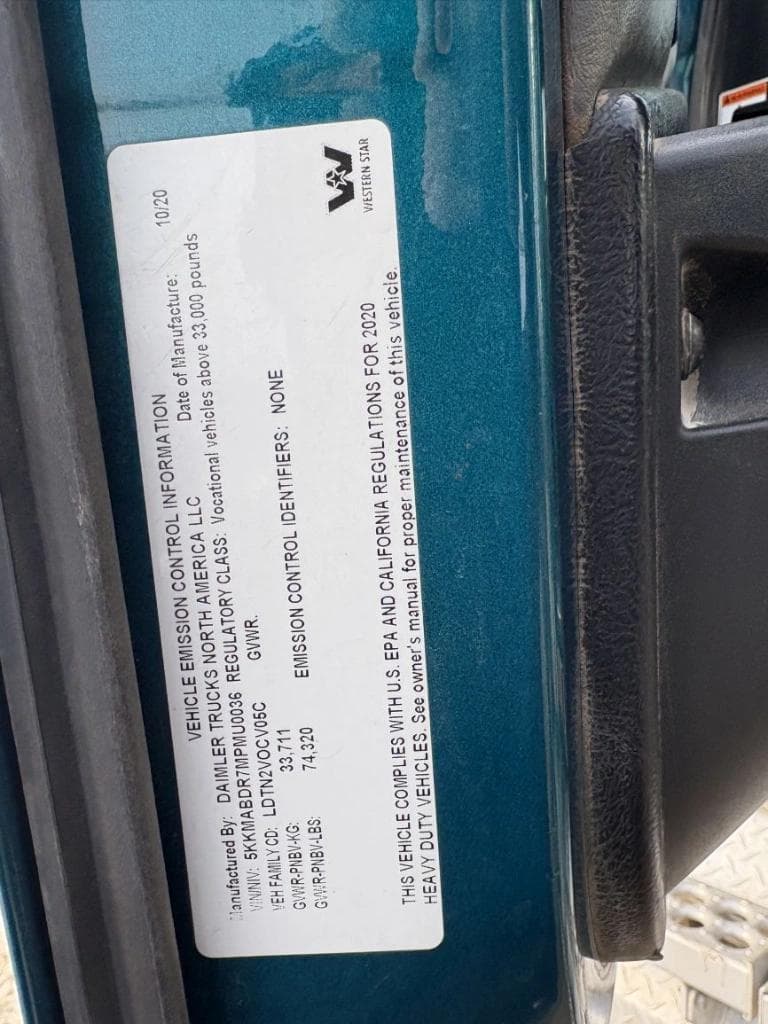 VEHICLE EMISSION CONTROL INFORMATION
Manufactured By: DAIMLER TRUCKS NORTH AMERICA LLC Date of Manufacture: 10/20
VIN/NIV: 5KKMABDR7MPMU0036 REGULATORY CLASS: Vocational vehicles above 33,000 pounds
VEH FAMILY CD: LDTN2VOCV05C GVWR.
GVWR-PNBV-KG: 33,711
GVWR-PNBV-LBS: 74,320 EMISSION CONTROL IDENTIFIERS: NONE
THIS VEHICLE COMPLIES WITH U.S. EPA AND CALIFORNIA REGULATIONS FOR 2020
HEAVY DUTY VEHICLES. See owner's manual for proper maintenance of this vehicle.
WESTERN STAR